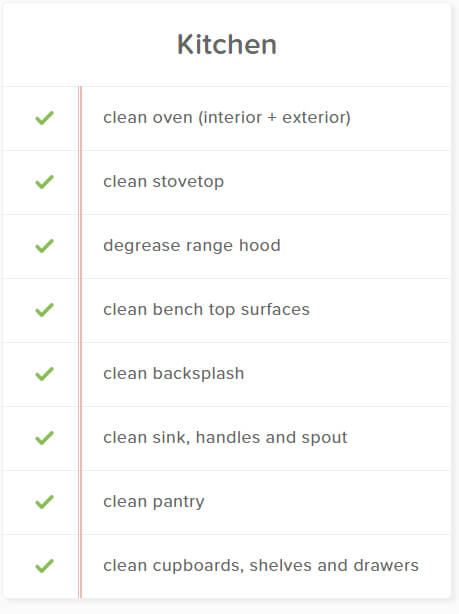 Kitchen
clean oven (interior + exterior)
clean stovetop
degrease range hood
clean bench top surfaces
clean backsplash
clean sink, handles and spout
clean pantry
clean cupboards, shelves and drawers